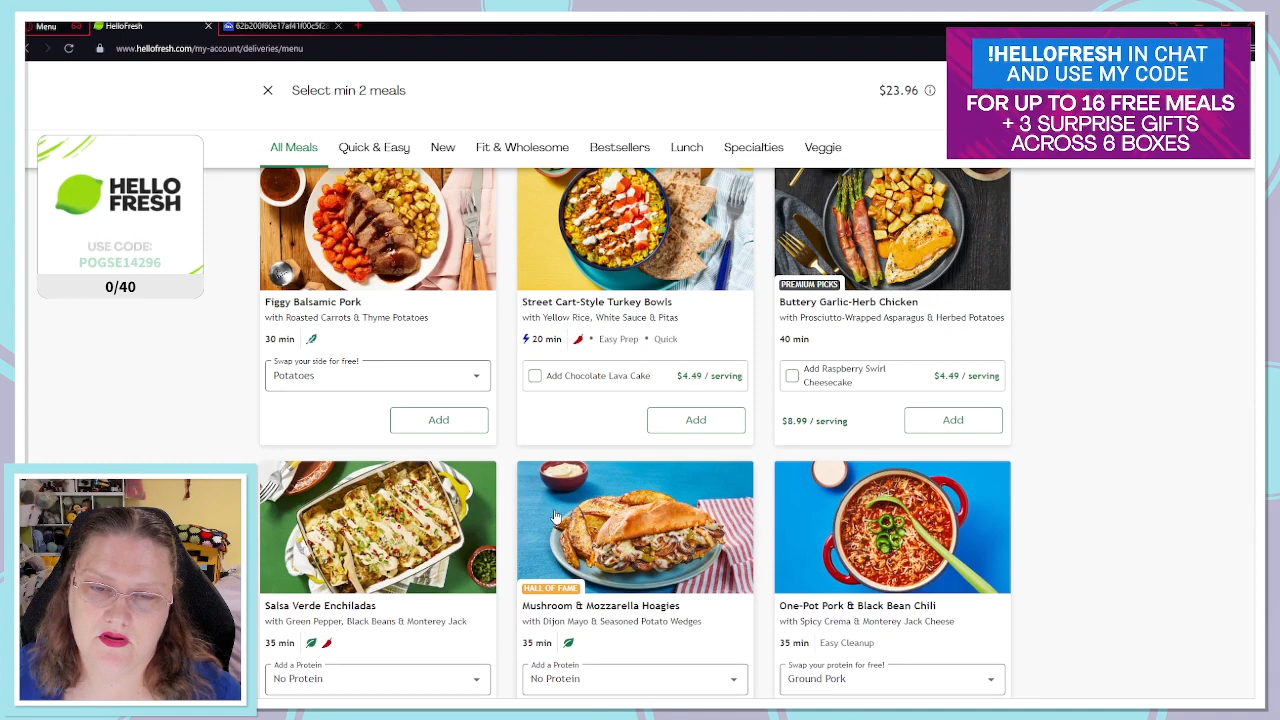 Menu
HelloFresh
62b200f60e17af41f00c5f2
www.hellofresh.com/my-account/deliveries/menu
!HELLOFRESH IN CHAT
AND USE MY CODE
FOR UP TO 16 FREE MEALS
+ 3 SURPRISE GIFTS
ACROSS 6 BOXES
Select min 2 meals
$23.96
All Meals
Quick & Easy
New
Fit & Wholesome
Bestsellers
Lunch
Specialties
Veggie
HELLO
FRESH
USE CODE:
POGSE14296
0/40
Figgy Balsamic Pork
with Roasted Carrots & Thyme Potatoes
30 min
Swap your side for free!
Potatoes
Add
Street Cart-Style Turkey Bowls
with Yellow Rice, White Sauce & Pitas
20 min • Easy Prep • Quick
Add Chocolate Lava Cake $4.49 / serving
Add
PREMIUM PICKS
Buttery Garlic-Herb Chicken
with Prosciutto-Wrapped Asparagus & Herbed Potatoes
40 min
Add Raspberry Swirl
Cheesecake
$4.49 / serving
$8.99 / serving
Add
Salsa Verde Enchiladas
with Green Pepper, Black Beans & Monterey Jack
35 min
Add a Protein
No Protein
HALL OF FAME
Mushroom & Mozzarella Hoagies
with Dijon Mayo & Seasoned Potato Wedges
35 min
Add a Protein
No Protein
One-Pot Pork & Black Bean Chili
with Spicy Crema & Monterey Jack Cheese
35 min Easy Cleanup
Swap your protein for free!
Ground Pork